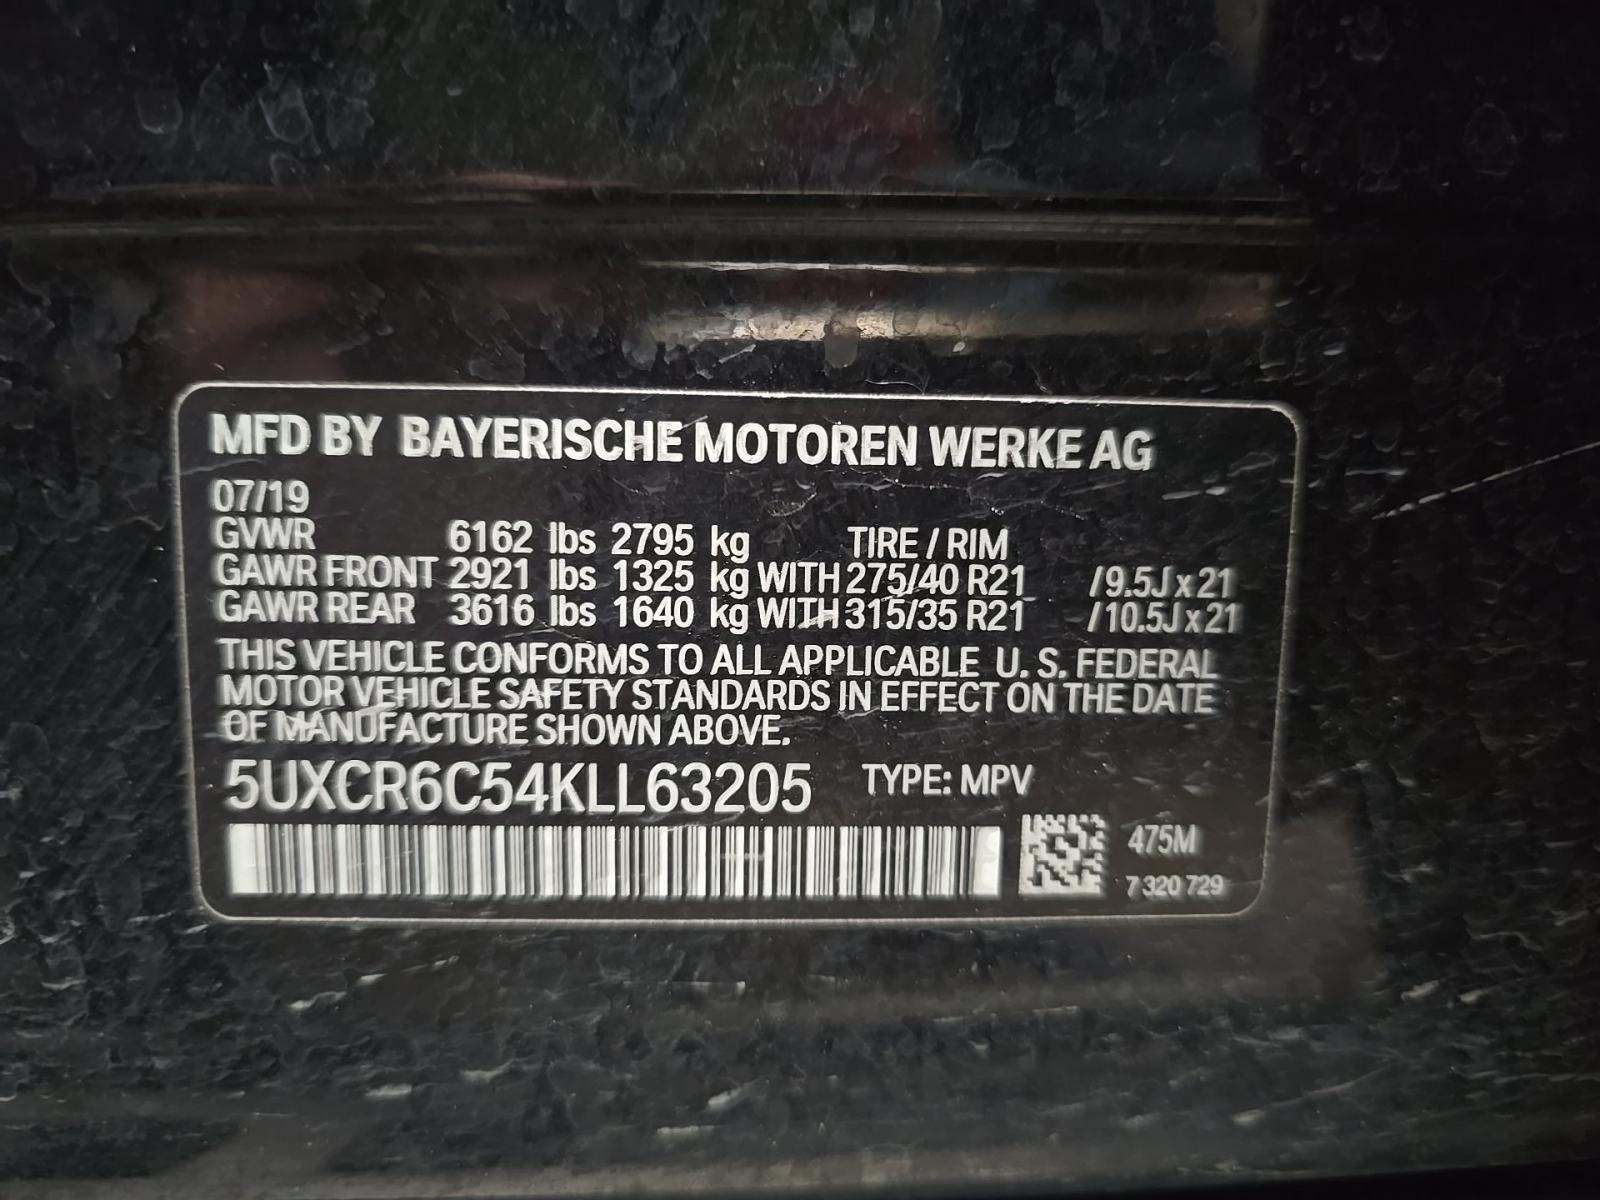 MFD BY BAYERISCHE MOTOREN WERKE AG
07/19
GVWR 6162 lbs 2795 kg TIRE / RIM
GAWR FRONT 2921 lbs 1325 kg WITH 275/40 R21 /9.5J x 21
GAWR REAR 3616 lbs 1640 kg WITH 315/35 R21 /10.5J x 21
THIS VEHICLE CONFORMS TO ALL APPLICABLE U. S. FEDERAL
MOTOR VEHICLE SAFETY STANDARDS IN EFFECT ON THE DATE
OF MANUFACTURE SHOWN ABOVE.
5UXCR6C54KLL63205 TYPE: MPV
475M
7 320 729